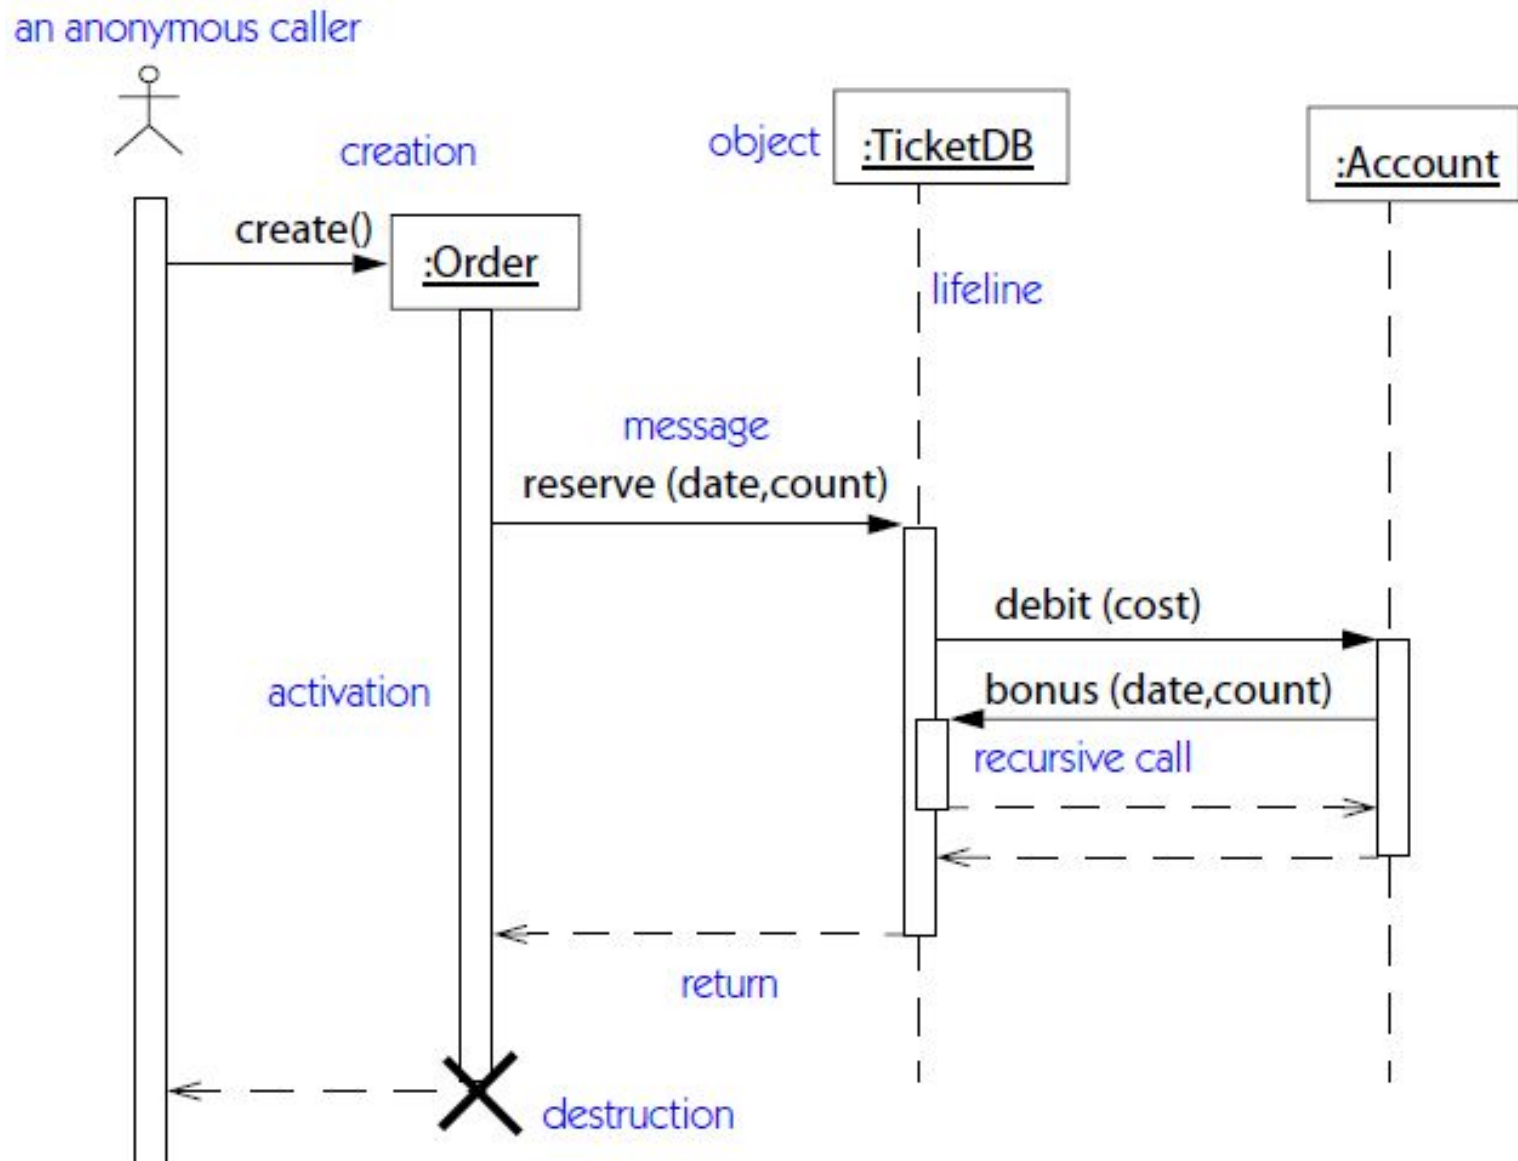 an anonymous caller
creation
object
:TicketDB
:Account
create()
:Order
lifeline
message
reserve (date,count)
debit (cost)
activation
bonus (date,count)
recursive call
return
destruction